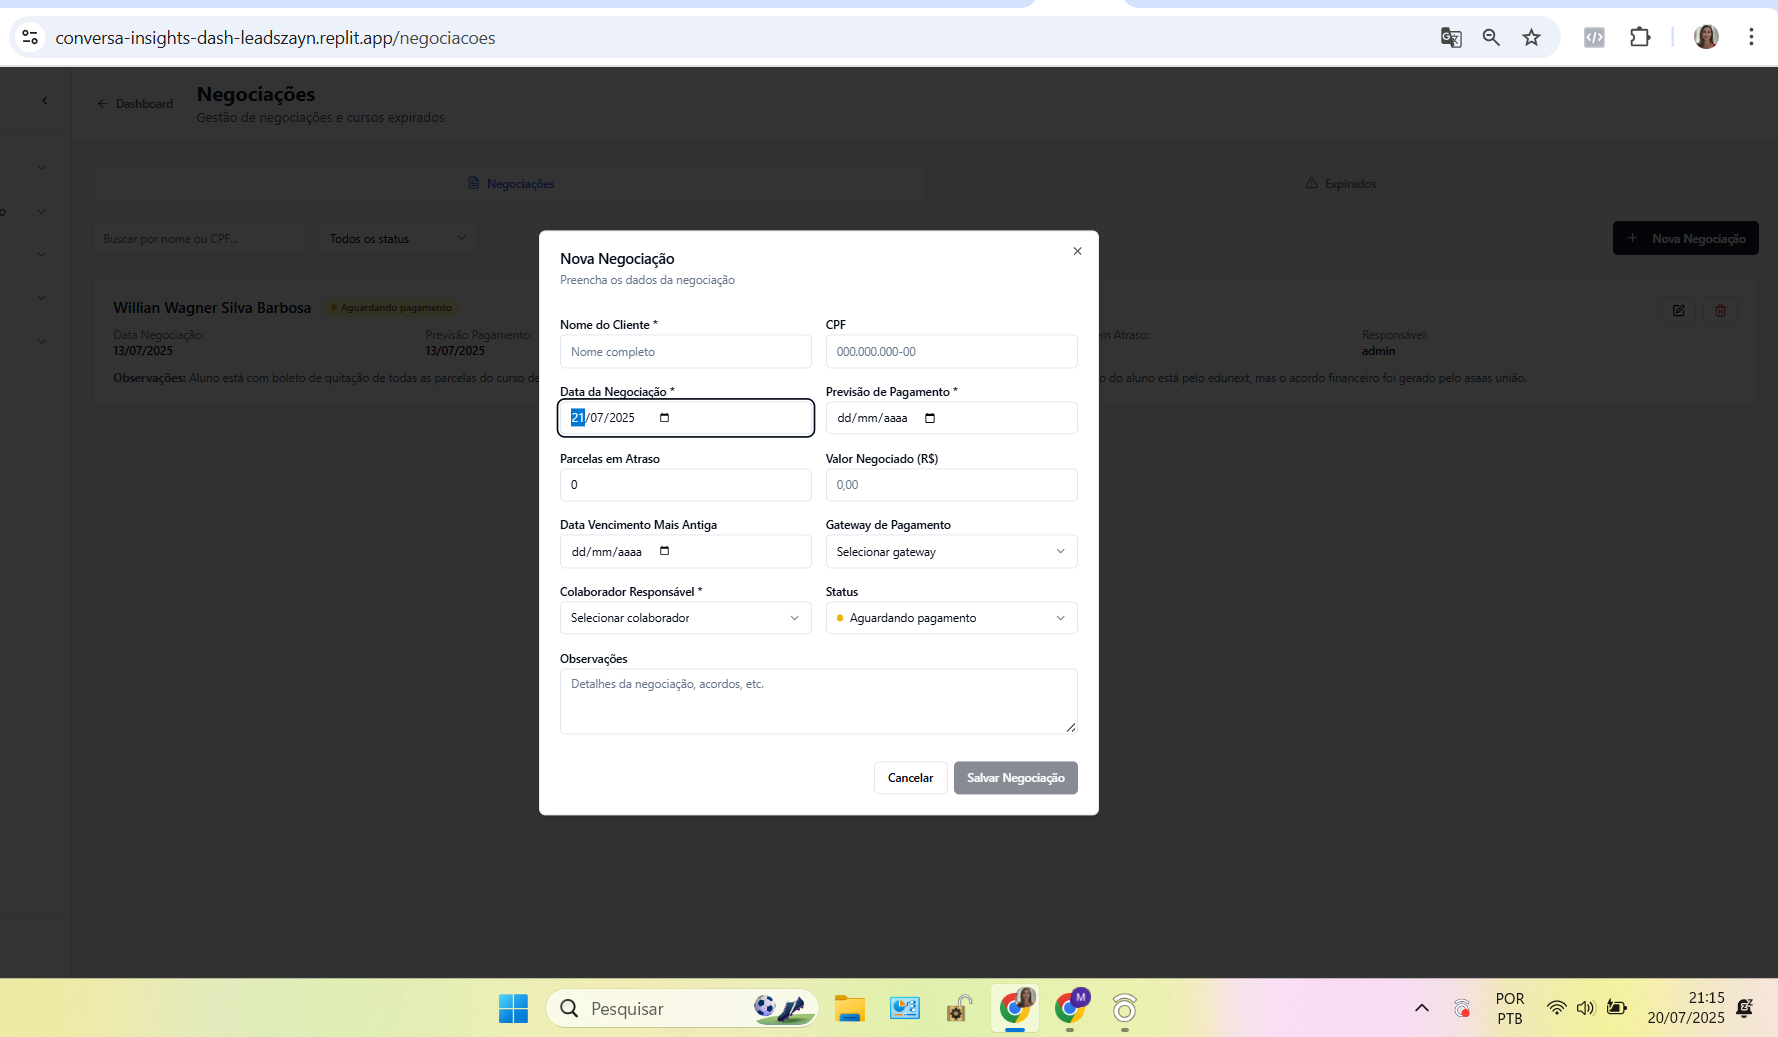 conversa-insights-dash-leadszayn.replit.app/negociacoes
Dashboard
Negociações
Gestão de negociações e cursos expirados
Negociações
Expirados
Buscar por nome ou CPF...
Todos os status
Nova Negociação
Willian Wagner Silva Barbosa
Aguardando pagamento
Data Negociação:
13/07/2025
Previsão Pagamento:
13/07/2025
em Atraso:
Responsável:
admin
Observações: Aluno está com boleto de quitação de todas as parcelas do curso de
o do aluno está pelo edunext, mas o acordo financeiro foi gerado pelo asaas união.
Nova Negociação
Preencha os dados da negociação
Nome do Cliente *
Nome completo
CPF
000.000.000-00
Data da Negociação *
21/07/2025
Previsão de Pagamento *
dd/mm/aaaa
Parcelas em Atraso
0
Valor Negociado (R$)
0,00
Data Vencimento Mais Antiga
dd/mm/aaaa
Gateway de Pagamento
Selecionar gateway
Colaborador Responsável *
Selecionar colaborador
Status
Aguardando pagamento
Observações
Detalhes da negociação, acordos, etc.
Cancelar
Salvar Negociação
Pesquisar
M
POR
PTB
21:15
20/07/2025